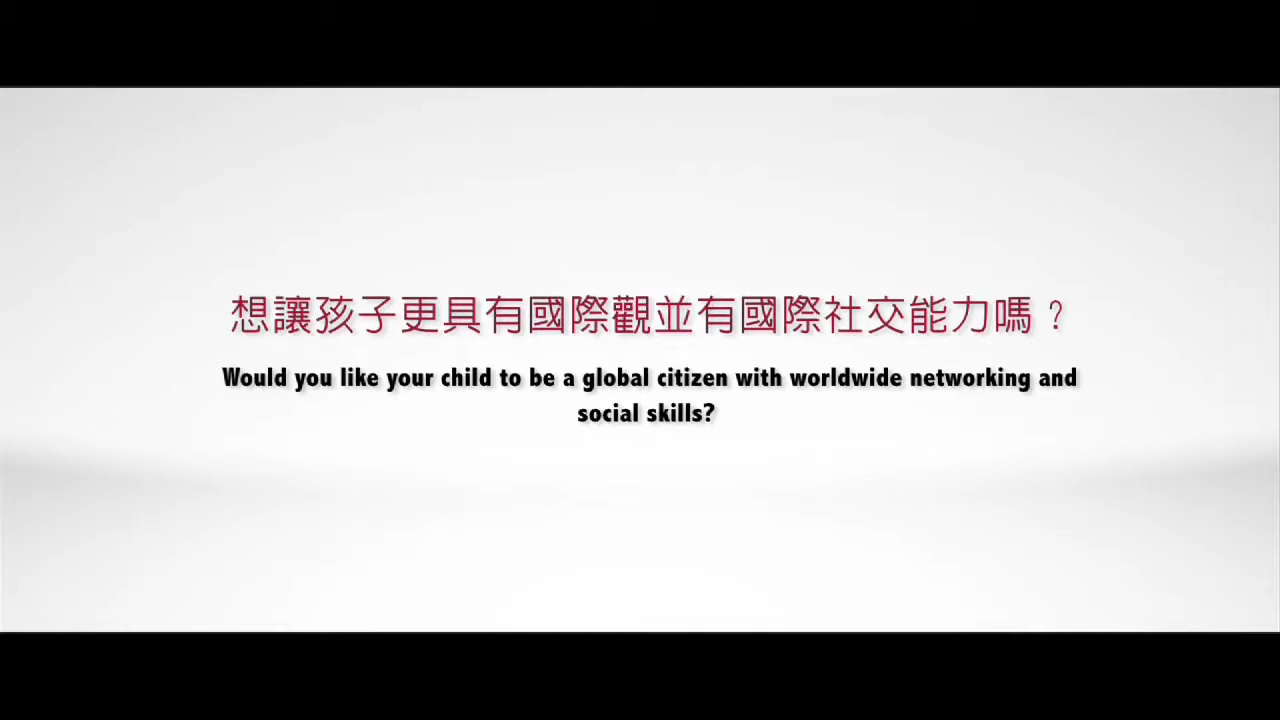 想讓孩子更具有國際觀並有國際社交能力嗎？
Would you like your child to be a global citizen with worldwide networking and
social skills?